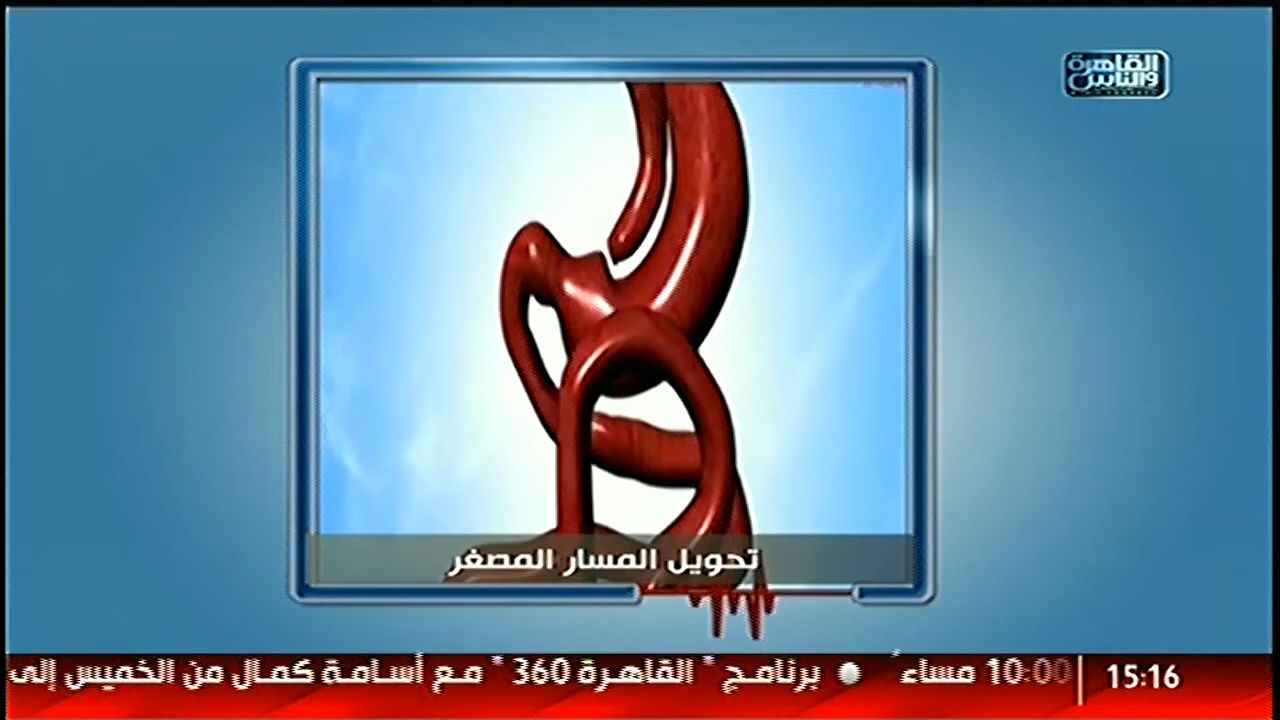 القاهرة
والناس
تحويل المسار المصغر
10:00 مساءً ● برنامج " القاهرة 360 " مع أسامة كمال من الخميس إلى
15:16